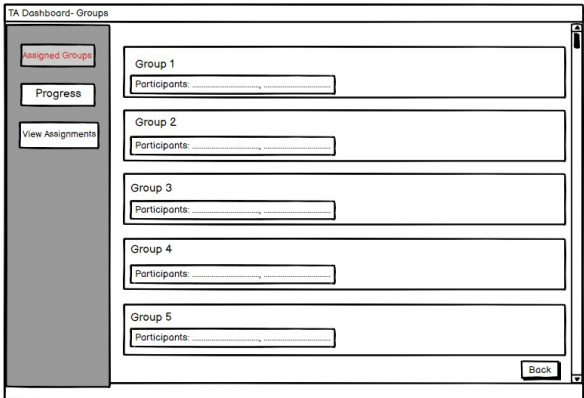 TA Dashboard- Groups
Assigned Groups
Progress
View Assignments
Group 1
Participants: ........................, ........................
Group 2
Participants: ........................, ........................
Group 3
Participants: ........................, ........................
Group 4
Participants: ........................, ........................
Group 5
Participants: ........................, ........................
Back